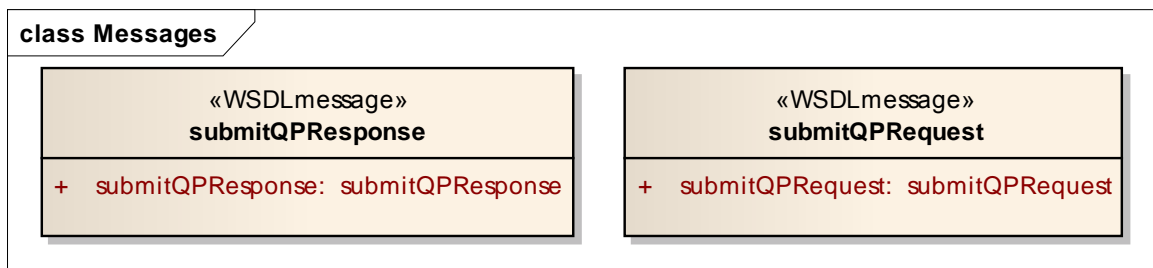 class Messages
«WSDLmessage»
submitQPResponse
+ submitQPResponse: submitQPResponse
«WSDLmessage»
submitQPRequest
+ submitQPRequest: submitQPRequest